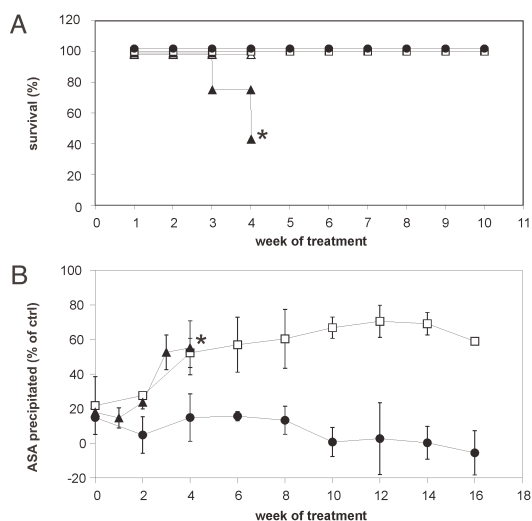 A
survival (%)
120
100
80
60
40
20
0
*
0 1 2 3 4 5 6 7 8 9 10 11
week of treatment
B
ASA precipitated (% of ctrl)
100
80
60
40
20
0
-20
*
0 2 4 6 8 10 12 14 16 18
week of treatment